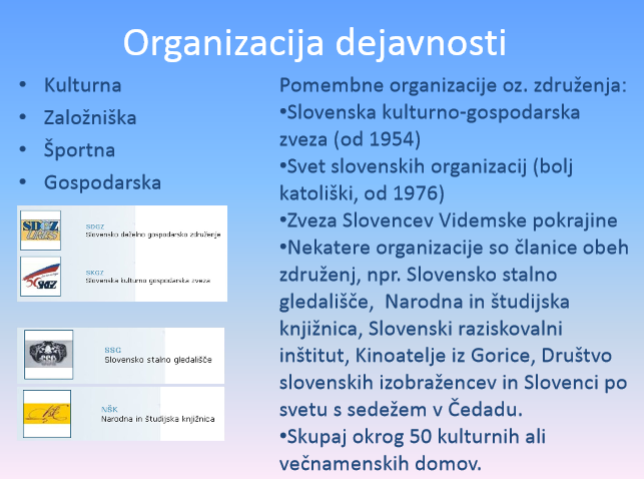 Organizacija dejavnosti
• Kulturna
• Založniška
• Športna
• Gospodarska
SDGZ
Slovensko deželno gospodarsko združenje
SKGZ
Slovenska kulturno gospodarska zveza
SSG
Slovensko stalno gledališče
NŠK
Narodna in študijska knjižnica
Pomembne organizacije oz. združenja:
•Slovenska kulturno-gospodarska
zveza (od 1954)
•Svet slovenskih organizacij (bolj
katoliški, od 1976)
•Zveza Slovencev Videmske pokrajine
•Nekatere organizacije so članice obeh
združenj, npr. Slovensko stalno
gledališče, Narodna in študijska
knjižnica, Slovenski raziskovalni
inštitut, Kinoatelje iz Gorice, Društvo
slovenskih izobražencev in Slovenci po
svetu s sedežem v Čedadu.
•Skupaj okrog 50 kulturnih ali
večnamenskih domov.